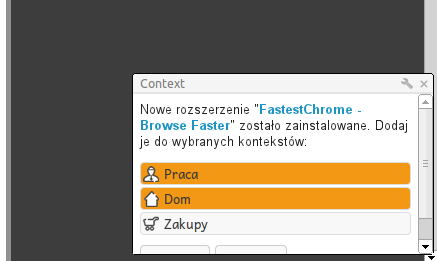 Context
Nowe rozszerzenie "FastestChrome -
Browse Faster" zostało zainstalowane. Dodaj
je do wybranych kontekstów:
Praca
Dom
Zakupy